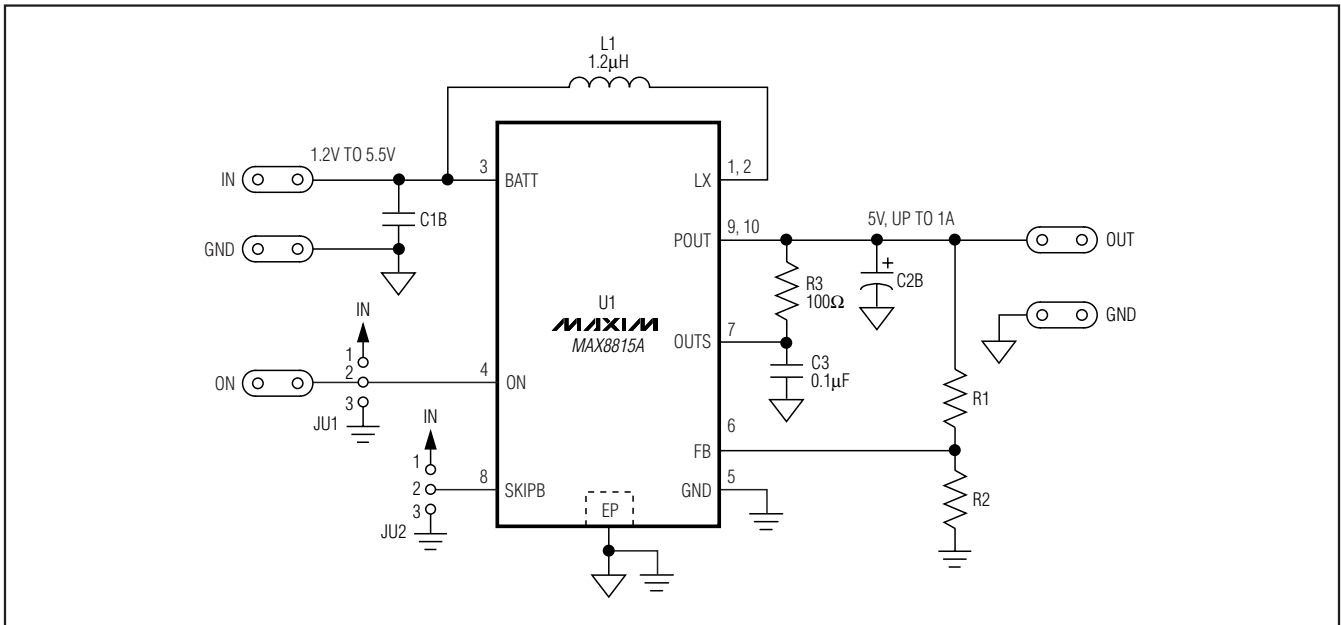 L1
1.2μH
1.2V TO 5.5V
IN
3
BATT
LX
1, 2
C1B
GND
POUT
9, 10
5V, UP TO 1A
OUT
R3
100Ω
C2B
GND
U1
MAXIM
MAX8815A
OUTS
7
C3
0.1μF
IN
1
2
3
JU1
ON
4
ON
R1
6
FB
IN
1
2
3
JU2
8
SKIPB
GND
5
R2
EP